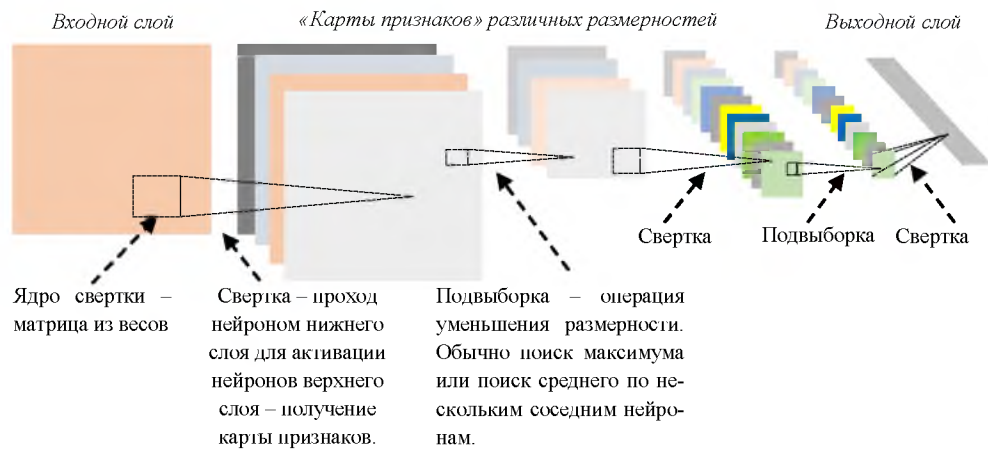 Входной слой
«Карты признаков» различных размерностей
Выходной слой
Свертка
Подвыборка
Свертка
Ядро свертки –
матрица из весов
Свертка – проход
нейроном нижнего
слоя для активации
нейронов верхнего
слоя – получение
карты признаков.
Подвыборка – операция
уменьшения размерности.
Обычно поиск максимума
или поиск среднего по не-
скольким соседним нейро-
нам.